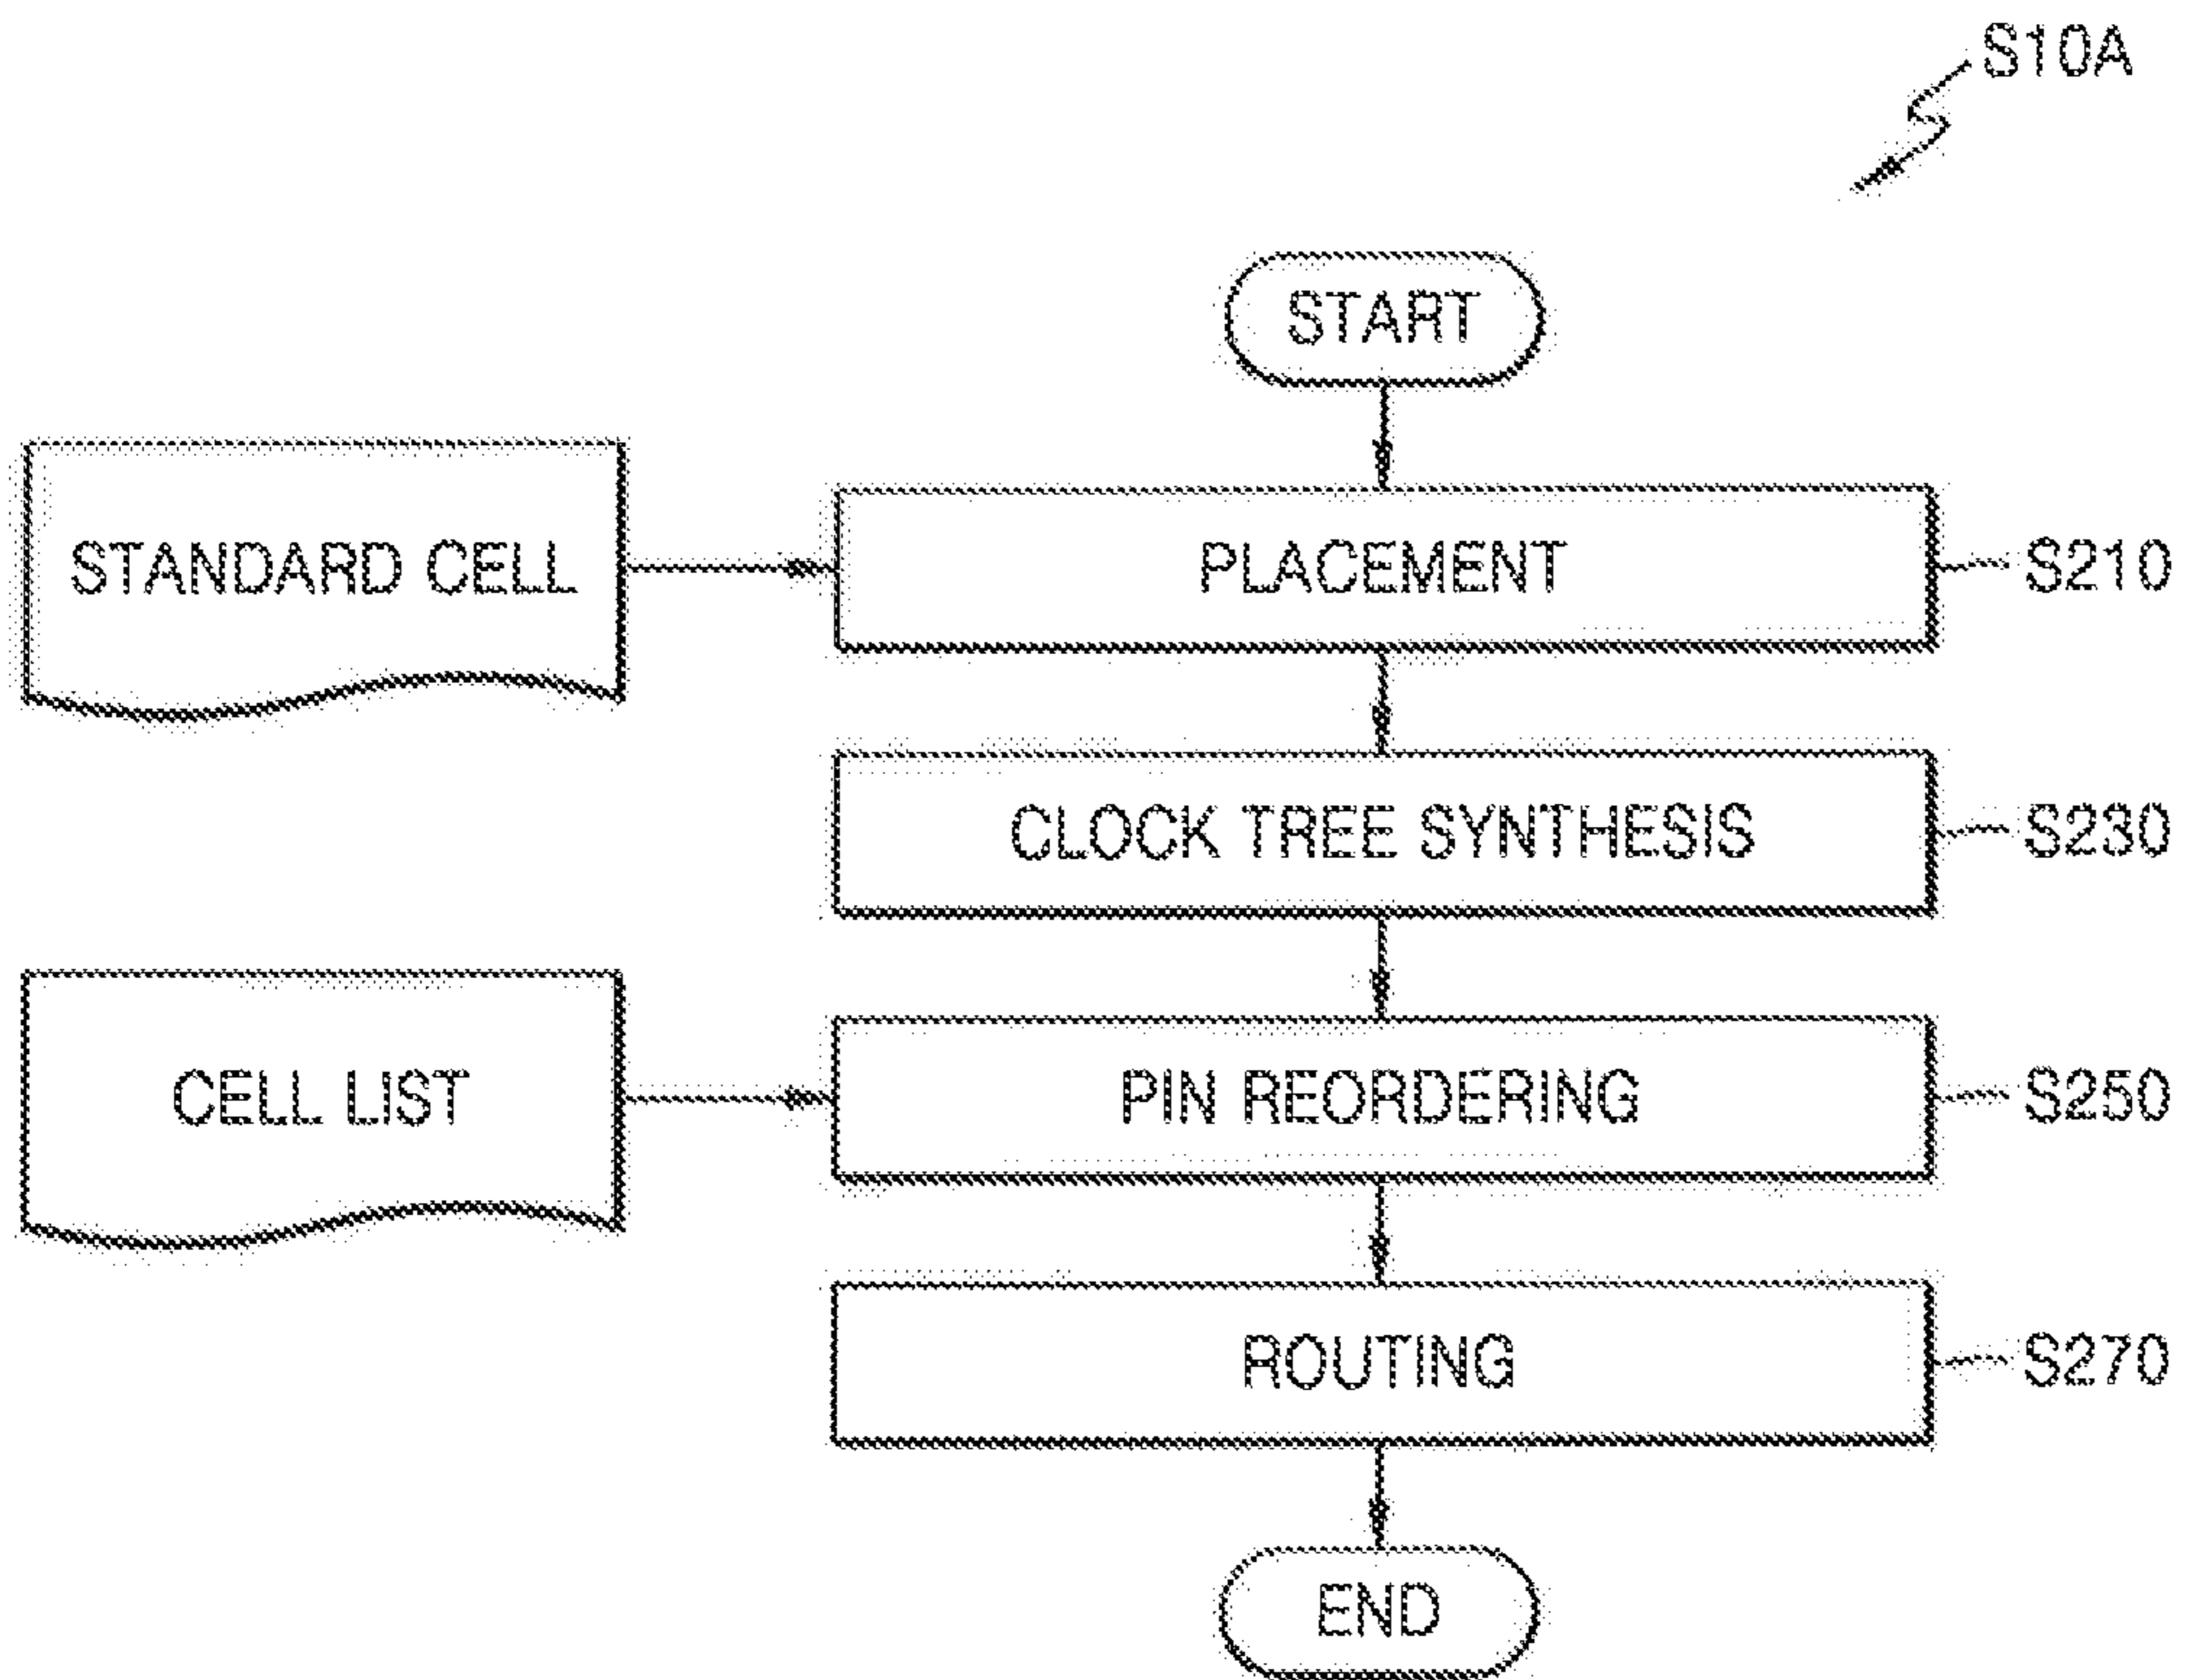 S10A
START
STANDARD CELL
PLACEMENT
S210
CLOCK TREE SYNTHESIS
S230
CELL LIST
PIN REORDERING
S250
ROUTING
S270
END